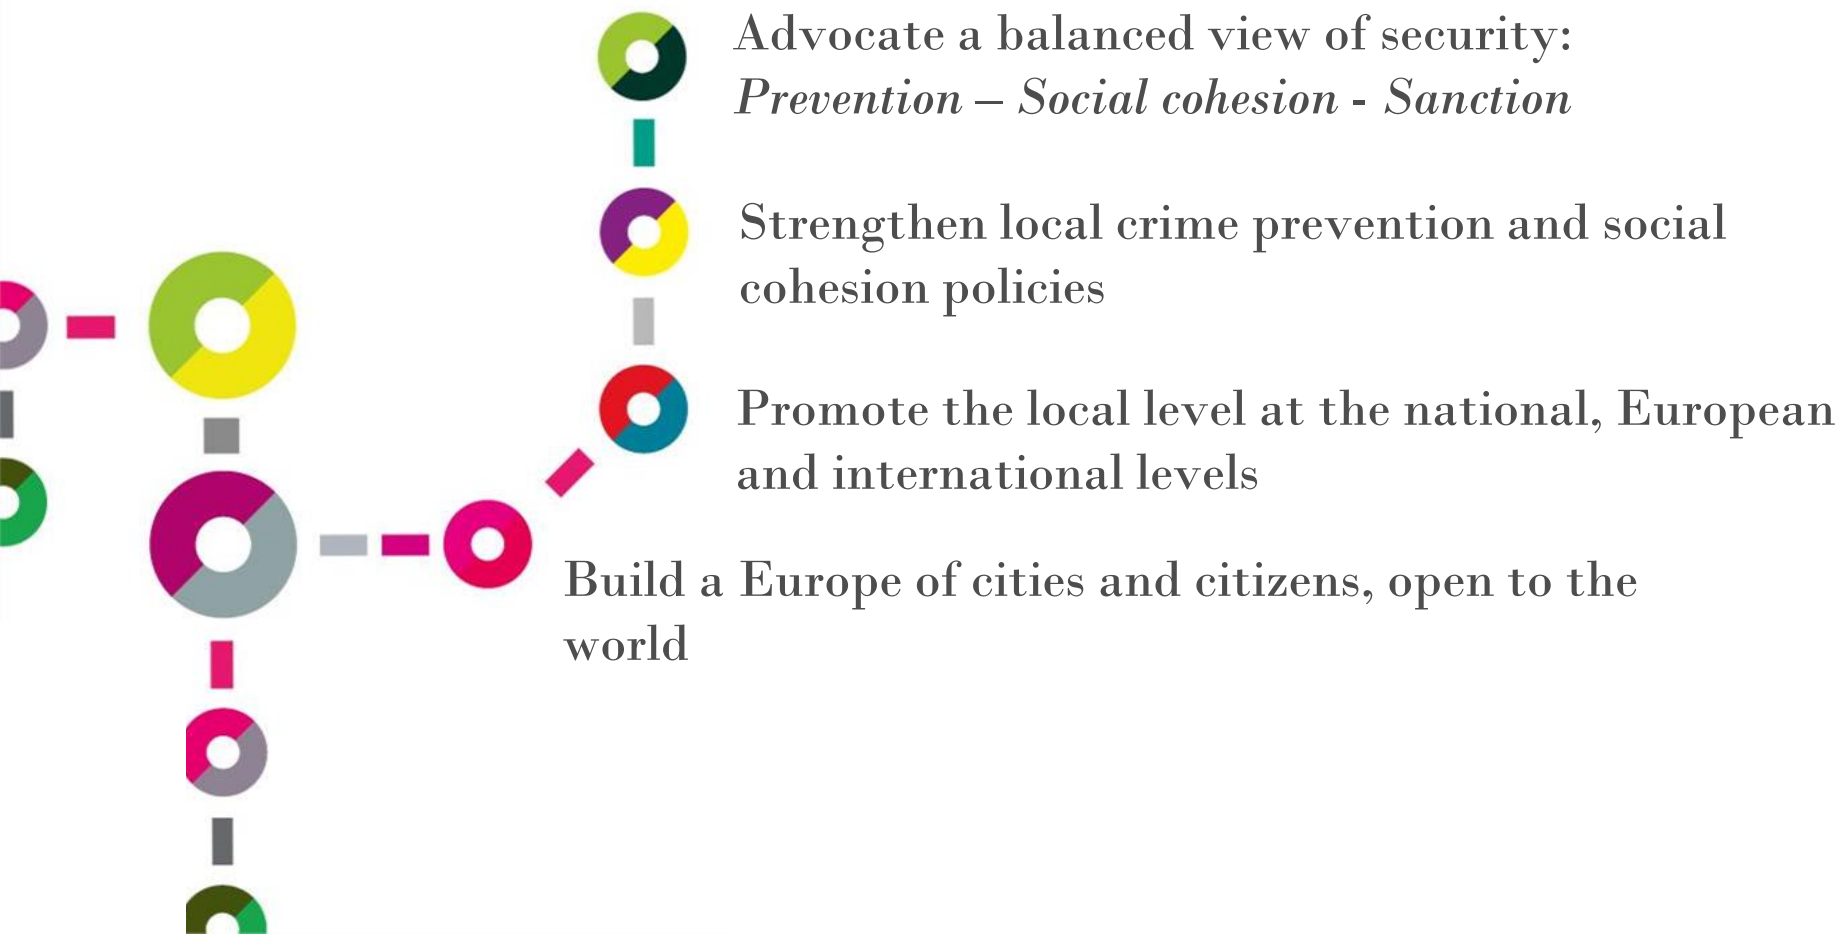 Advocate a balanced view of security:
Prevention – Social cohesion - Sanction
Strengthen local crime prevention and social
cohesion policies
Promote the local level at the national, European
and international levels
Build a Europe of cities and citizens, open to the
world